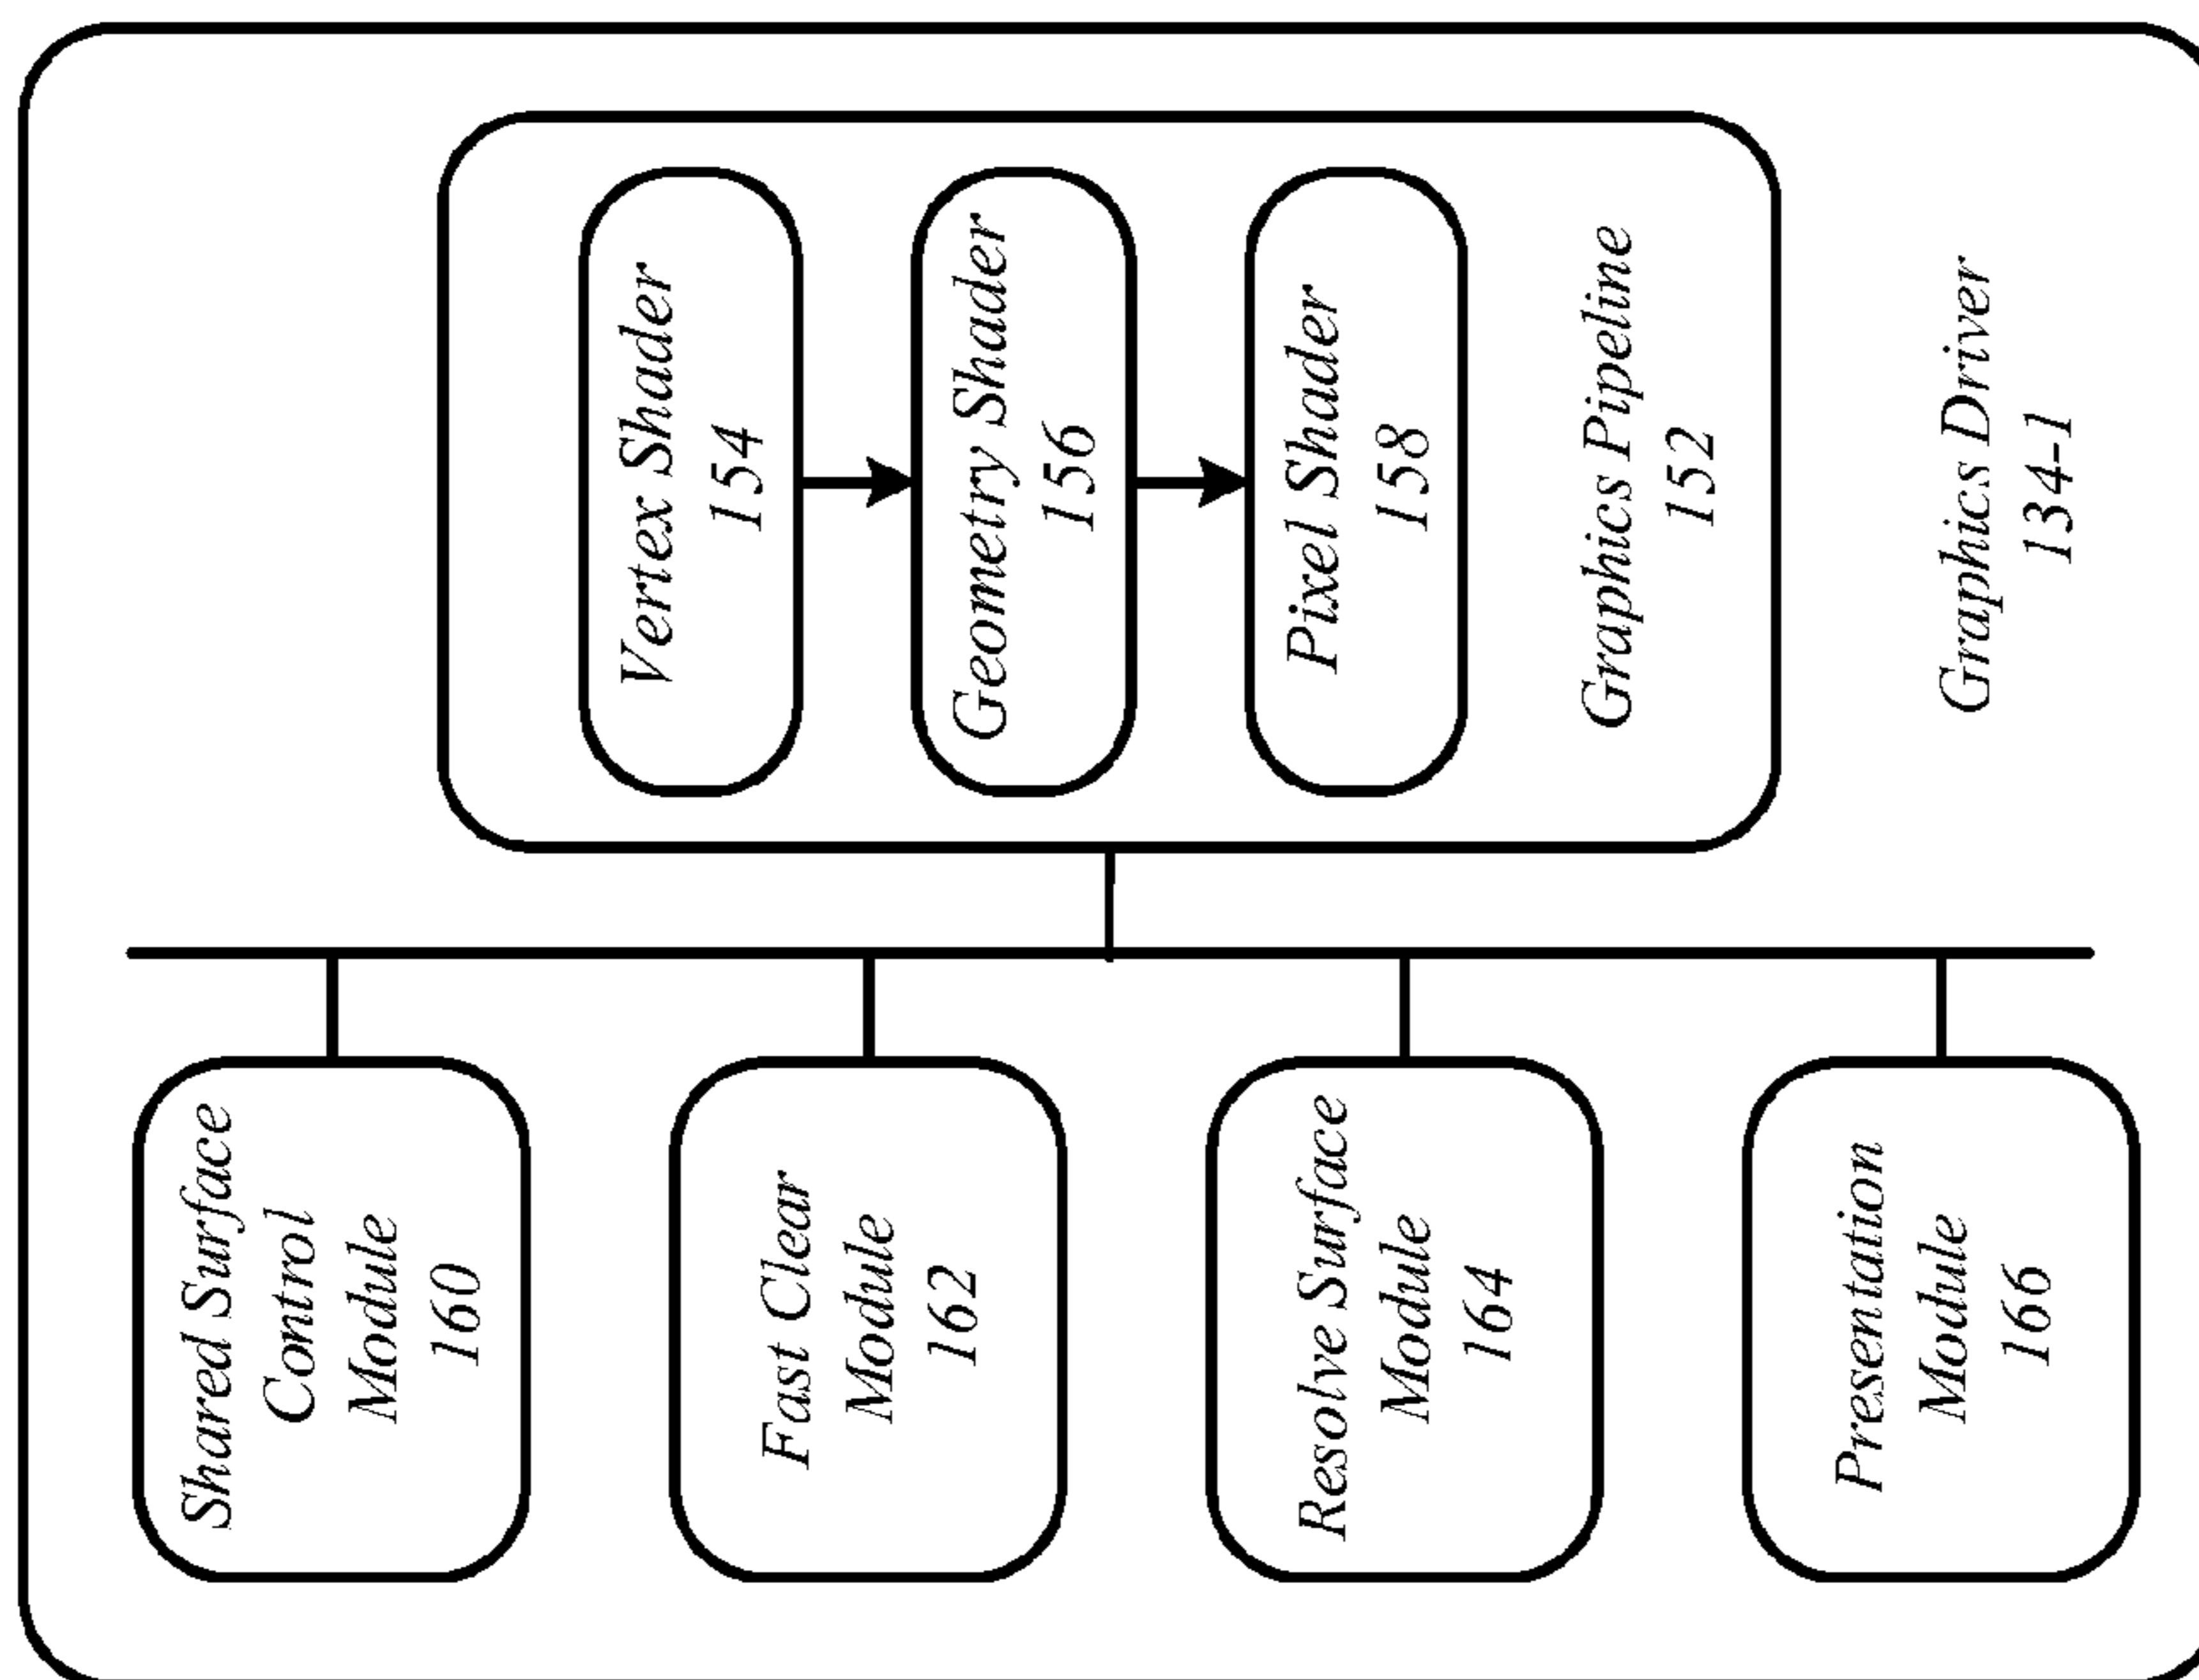 Shared Surface
Control
Module
160
Fast Clear
Module
162
Resolve Surface
Module
164
Presentation
Module
166
Vertex Shader
154
Geometry Shader
156
Pixel Shader
158
Graphics Pipeline
152
Graphics Driver
134-1